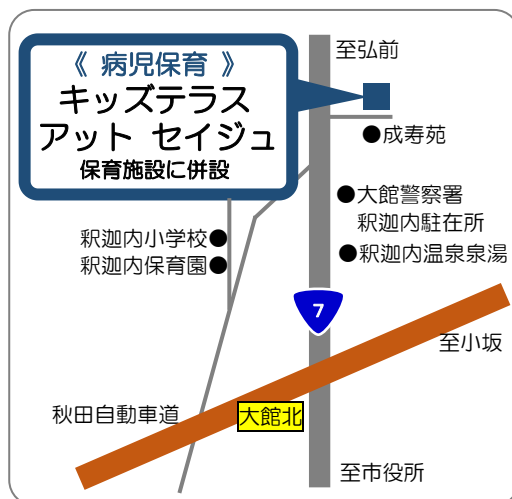 《 病児保育 》
キッズテラス
アット セイジュ
保育施設に併設
至弘前
●成寿苑
●大館警察署
釈迦内駐在所
●釈迦内温泉泉湯
釈迦内小学校●
釈迦内保育園●
7
至小坂
秋田自動車道
大館北
至市役所